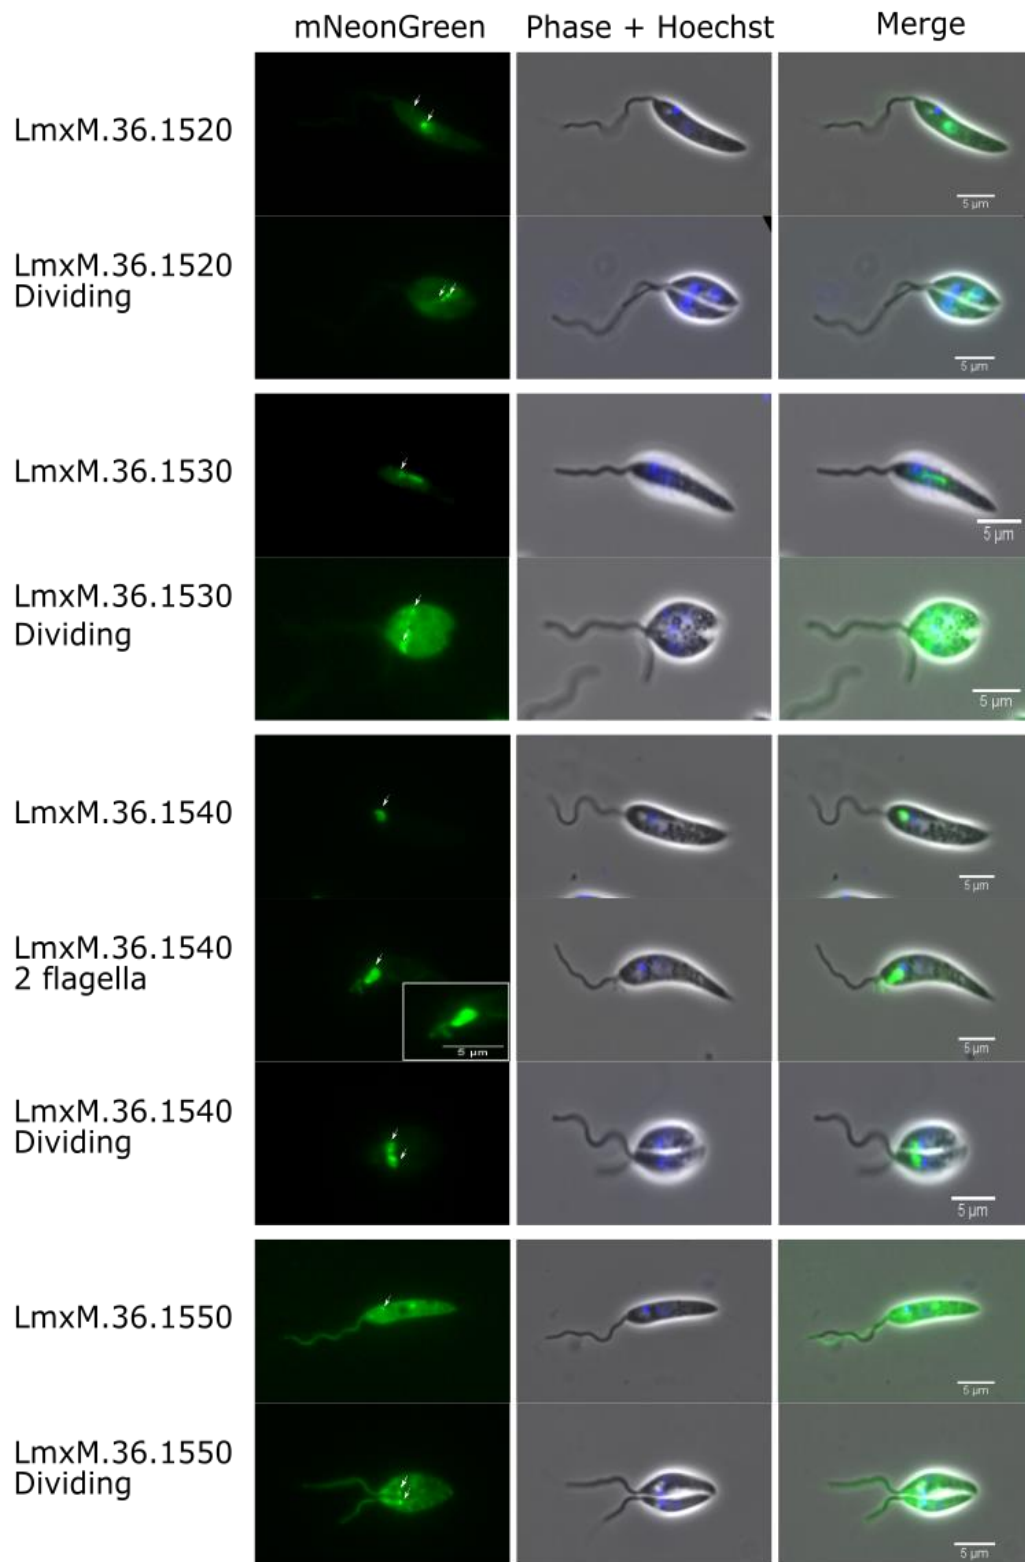 mNeonGreen Phase + Hoechst Merge
LmxM.36.1520
5 µm
LmxM.36.1520
Dividing
5 µm
LmxM.36.1530
5 µm
LmxM.36.1530
Dividing
5 µm
LmxM.36.1540
5 µm
LmxM.36.1540
2 flagella
5 µm
5 µm
LmxM.36.1540
Dividing
5 µm
LmxM.36.1550
5 µm
LmxM.36.1550
Dividing
5 µm